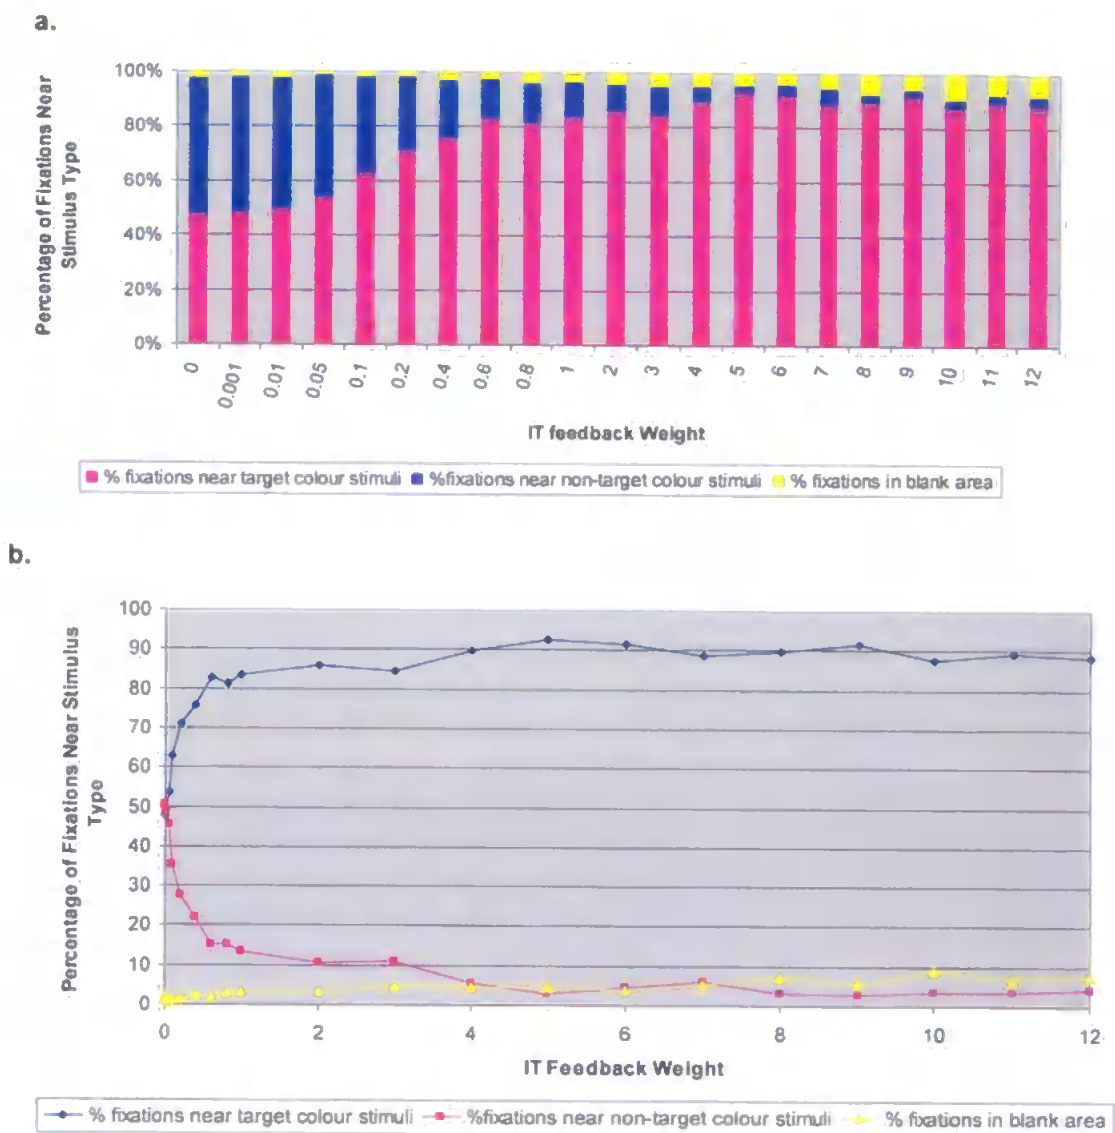 a.
Percentage of Fixations Near
Stimulus Type
100%
80%
60%
40%
20%
0%
0 0.001 0.01 0.05 0.1 0.2 0.4 0.6 0.8 1 2 3 4 5 6 7 8 9 10 11 12
IT feedback Weight
% fixations near target colour stimuli %fixations near non-target colour stimuli % fixations in blank area
b.
Percentage of Fixations Near Stimulus
Type
100
90
80
70
60
50
40
30
20
10
0
0 2 4 6 8 10 12
IT Feedback Weight
% fixations near target colour stimuli %fixations near non-target colour stimuli % fixations in blank area